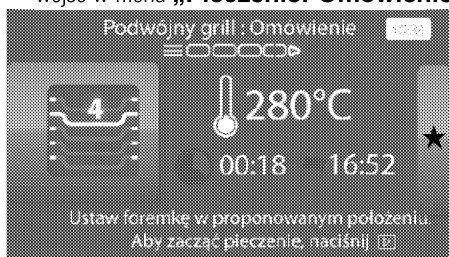 wejść w menu „Pieczenie: Omówienie
Podwójny grill : Omówienie
4
280°C
00:18 16:52
Ustaw foremkę w proponowanym położeniu.
Aby zacząć pieczenie, naciśnij